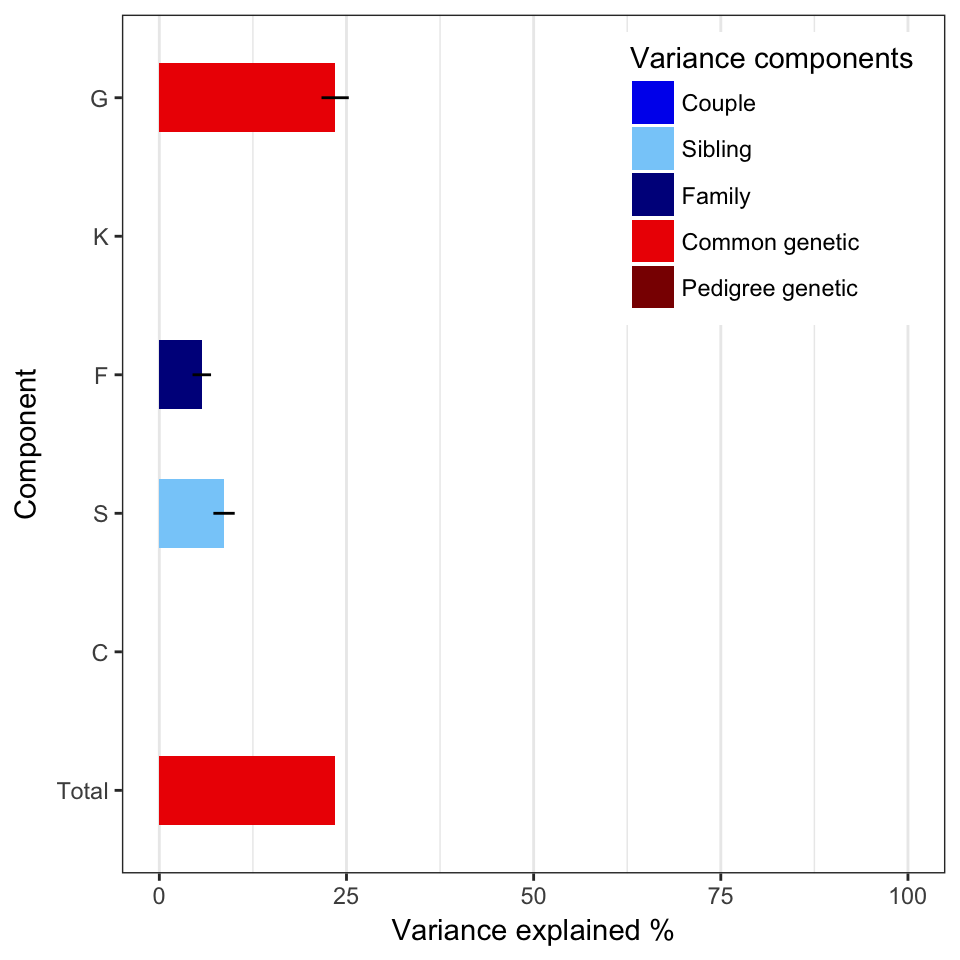 Variance components
Couple
Sibling
Family
Common genetic
Pedigree genetic
Component
G
K
F
S
C
Total
0 25 50 75 100
Variance explained %